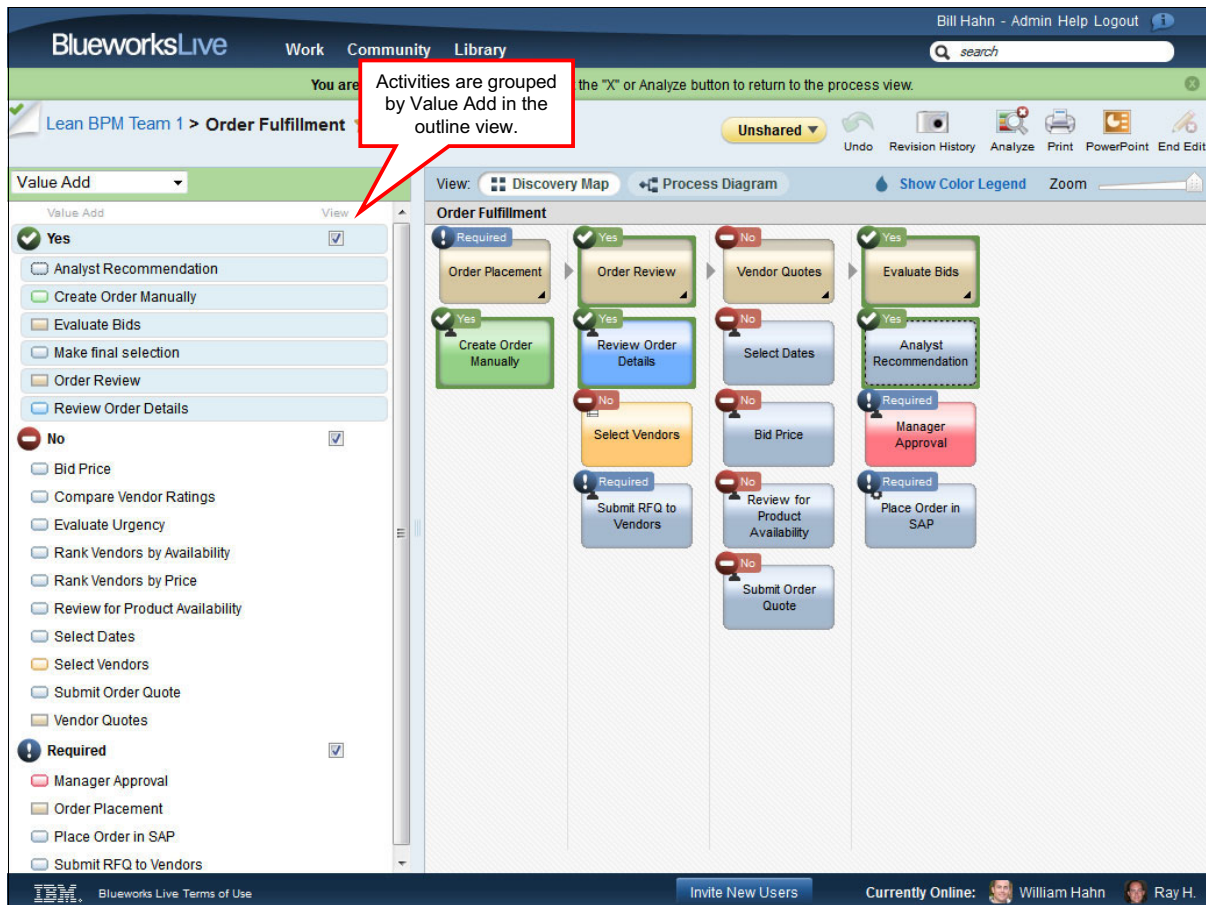 Bill Hahn - Admin Help Logout
BlueworksLive Work Community Library
search
You are
the "X" or Analyze button to return to the process view.
Activities are grouped
by Value Add in the
outline view.
Lean BPM Team 1 > Order Fulfillment
Unshared
Undo Revision History Analyze Print PowerPoint End Edit
Value Add
View: Discovery Map Process Diagram Show Color Legend Zoom
Value Add View
Yes
Analyst Recommendation
Create Order Manually
Evaluate Bids
Make final selection
Order Review
Review Order Details
No
Bid Price
Compare Vendor Ratings
Evaluate Urgency
Rank Vendors by Availability
Rank Vendors by Price
Review for Product Availability
Select Dates
Select Vendors
Submit Order Quote
Vendor Quotes
Required
Manager Approval
Order Placement
Place Order in SAP
Submit RFQ to Vendors
Order Fulfillment
Required
Order Placement
Yes
Create Order
Manually
Yes
Order Review
Yes
Review Order
Details
No
Select Vendors
Required
Submit RFQ to
Vendors
No
Vendor Quotes
No
Select Dates
No
Bid Price
No
Review for
Product
Availability
No
Submit Order
Quote
Yes
Evaluate Bids
Yes
Analyst
Recommendation
Required
Manager
Approval
Required
Place Order in
SAP
IBM. Blueworks Live Terms of Use
Invite New Users
Currently Online: William Hahn Ray H.